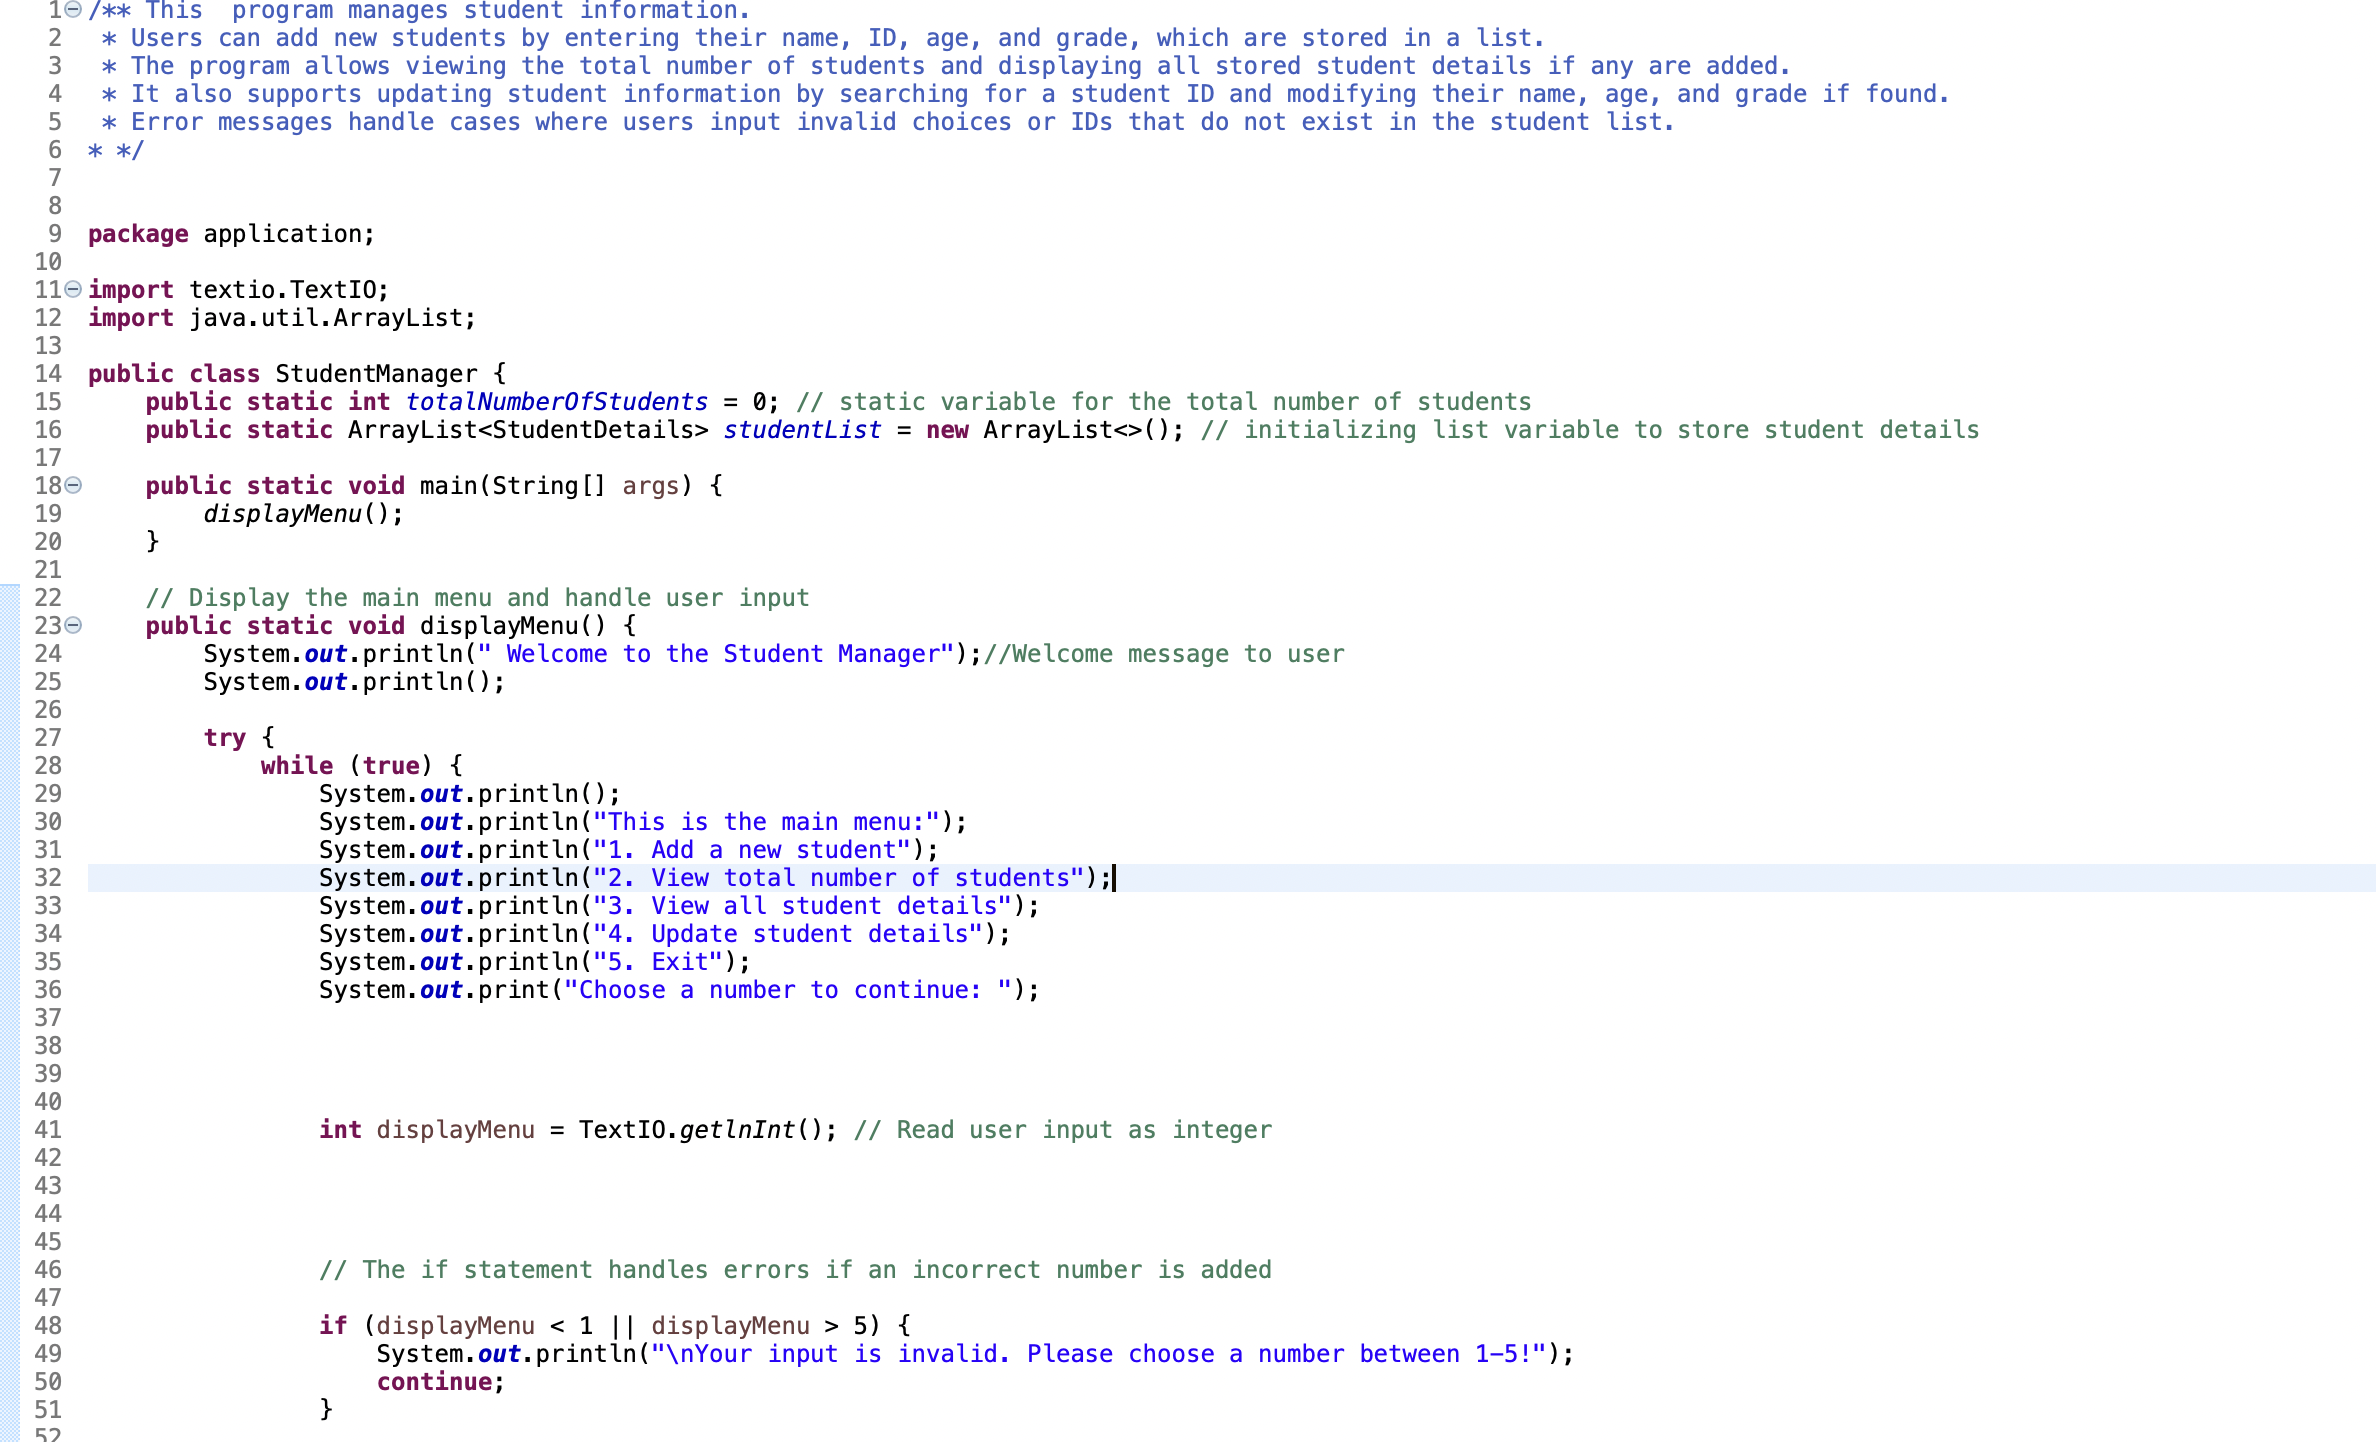 1 /** This  program manages student information.
2  * Users can add new students by entering their name, ID, age, and grade, which are stored in a list.
3  * The program allows viewing the total number of students and displaying all stored student details if any are added.
4  * It also supports updating student information by searching for a student ID and modifying their name, age, and grade if found.
5  * Error messages handle cases where users input invalid choices or IDs that do not exist in the student list.
6 * */
7
8
9 package application;
10
11 import textio.TextIO;
12 import java.util.ArrayList;
13
14 public class StudentManager {
15     public static int totalNumberOfStudents = 0; // static variable for the total number of students
16     public static ArrayList<StudentDetails> studentList = new ArrayList<>(); // initializing list variable to store student details
17
18     public static void main(String[] args) {
19         displayMenu();
20     }
21
22     // Display the main menu and handle user input
23     public static void displayMenu() {
24         System.out.println(" Welcome to the Student Manager");//Welcome message to user
25         System.out.println();
26
27         try {
28             while (true) {
29                 System.out.println();
30                 System.out.println("This is the main menu:");
31                 System.out.println("1. Add a new student");
32                 System.out.println("2. View total number of students");
33                 System.out.println("3. View all student details");
34                 System.out.println("4. Update student details");
35                 System.out.println("5. Exit");
36                 System.out.print("Choose a number to continue: ");
37
38
39
40
41                 int displayMenu = TextIO.getlnInt(); // Read user input as integer
42
43
44
45
46                 // The if statement handles errors if an incorrect number is added
47
48                 if (displayMenu < 1 || displayMenu > 5) {
49                     System.out.println("\nYour input is invalid. Please choose a number between 1-5!");
50                     continue;
51                 }
52